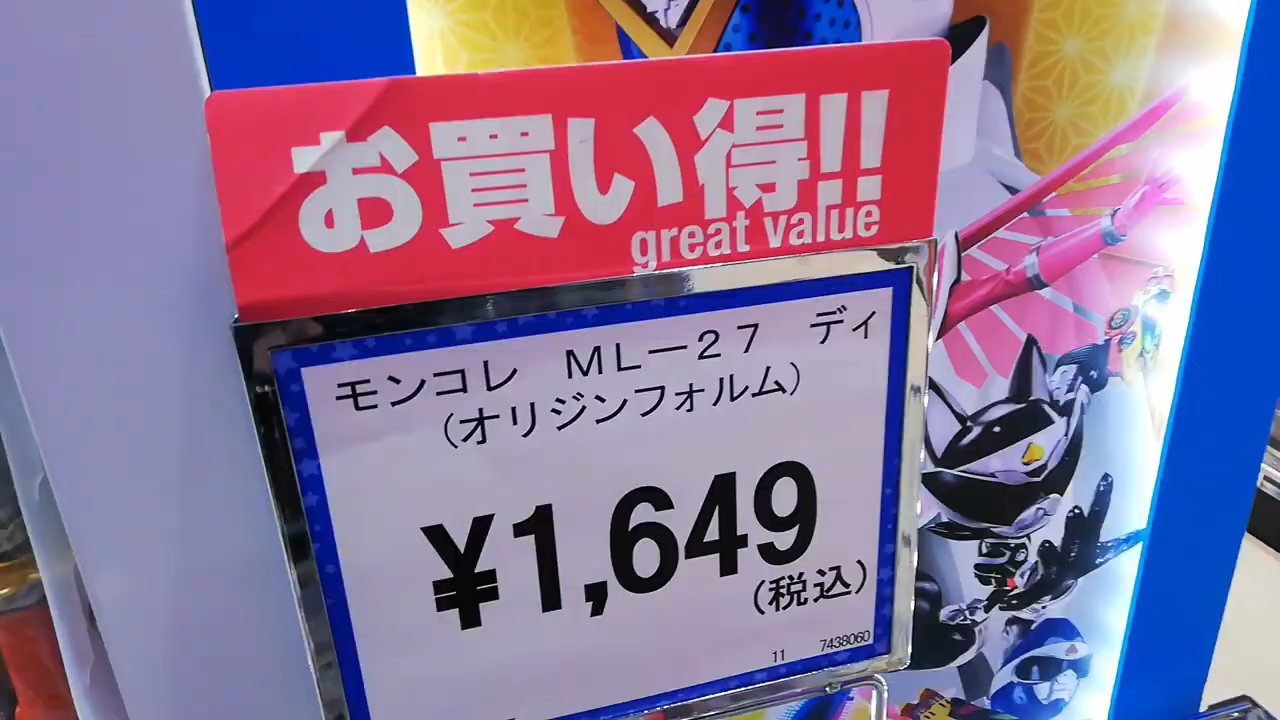 お買い得!!
great value
モンコレ ML－27 ディ
(オリジンフォルム)
¥1,649
(税込)
11 7438060